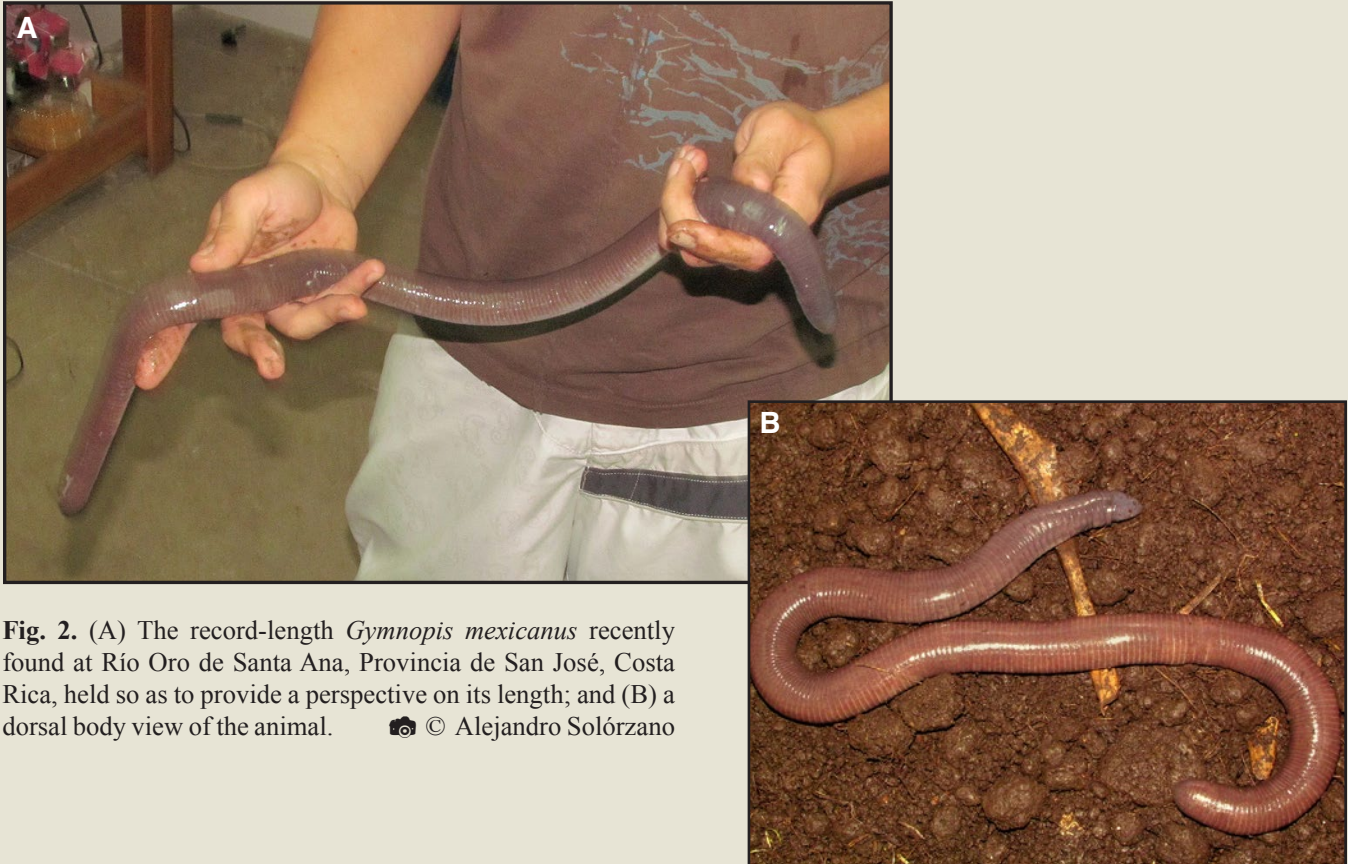 A
B
Fig. 2. (A) The record-length Gymnopis mexicanus recently
found at Río Oro de Santa Ana, Provincia de San José, Costa
Rica, held so as to provide a perspective on its length; and (B) a
dorsal body view of the animal. © Alejandro Solórzano